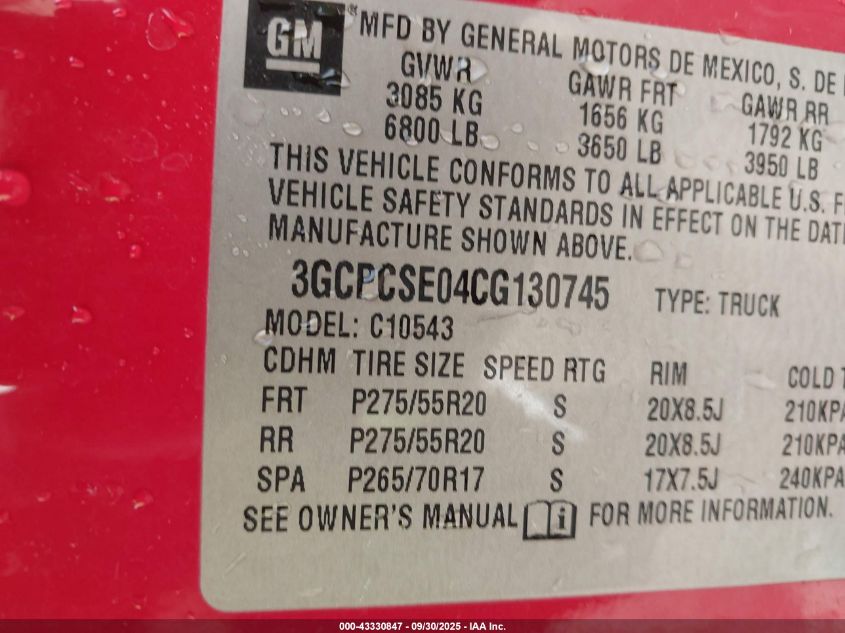 GM
®MFD BY GENERAL MOTORS DE MEXICO, S. DE
GVWR GAWR FRT GAWR RR
3085 KG 1656 KG 1792 KG
6800 LB 3650 LB 3950 LB
THIS VEHICLE CONFORMS TO ALL APPLICABLE U.S. F
VEHICLE SAFETY STANDARDS IN EFFECT ON THE DAT
MANUFACTURE SHOWN ABOVE.
3GCPCSE04CG130745 TYPE: TRUCK
MODEL: C10543
CDHM TIRE SIZE SPEED RTG RIM COLD T
FRT P275/55R20 S 20X8.5J 210KPA
RR P275/55R20 S 20X8.5J 210KPA
SPA P265/70R17 S 17X7.5J 240KPA
SEE OWNER'S MANUAL i FOR MORE INFORMATION.
000-43330847 - 09/30/2025 - IAA Inc.